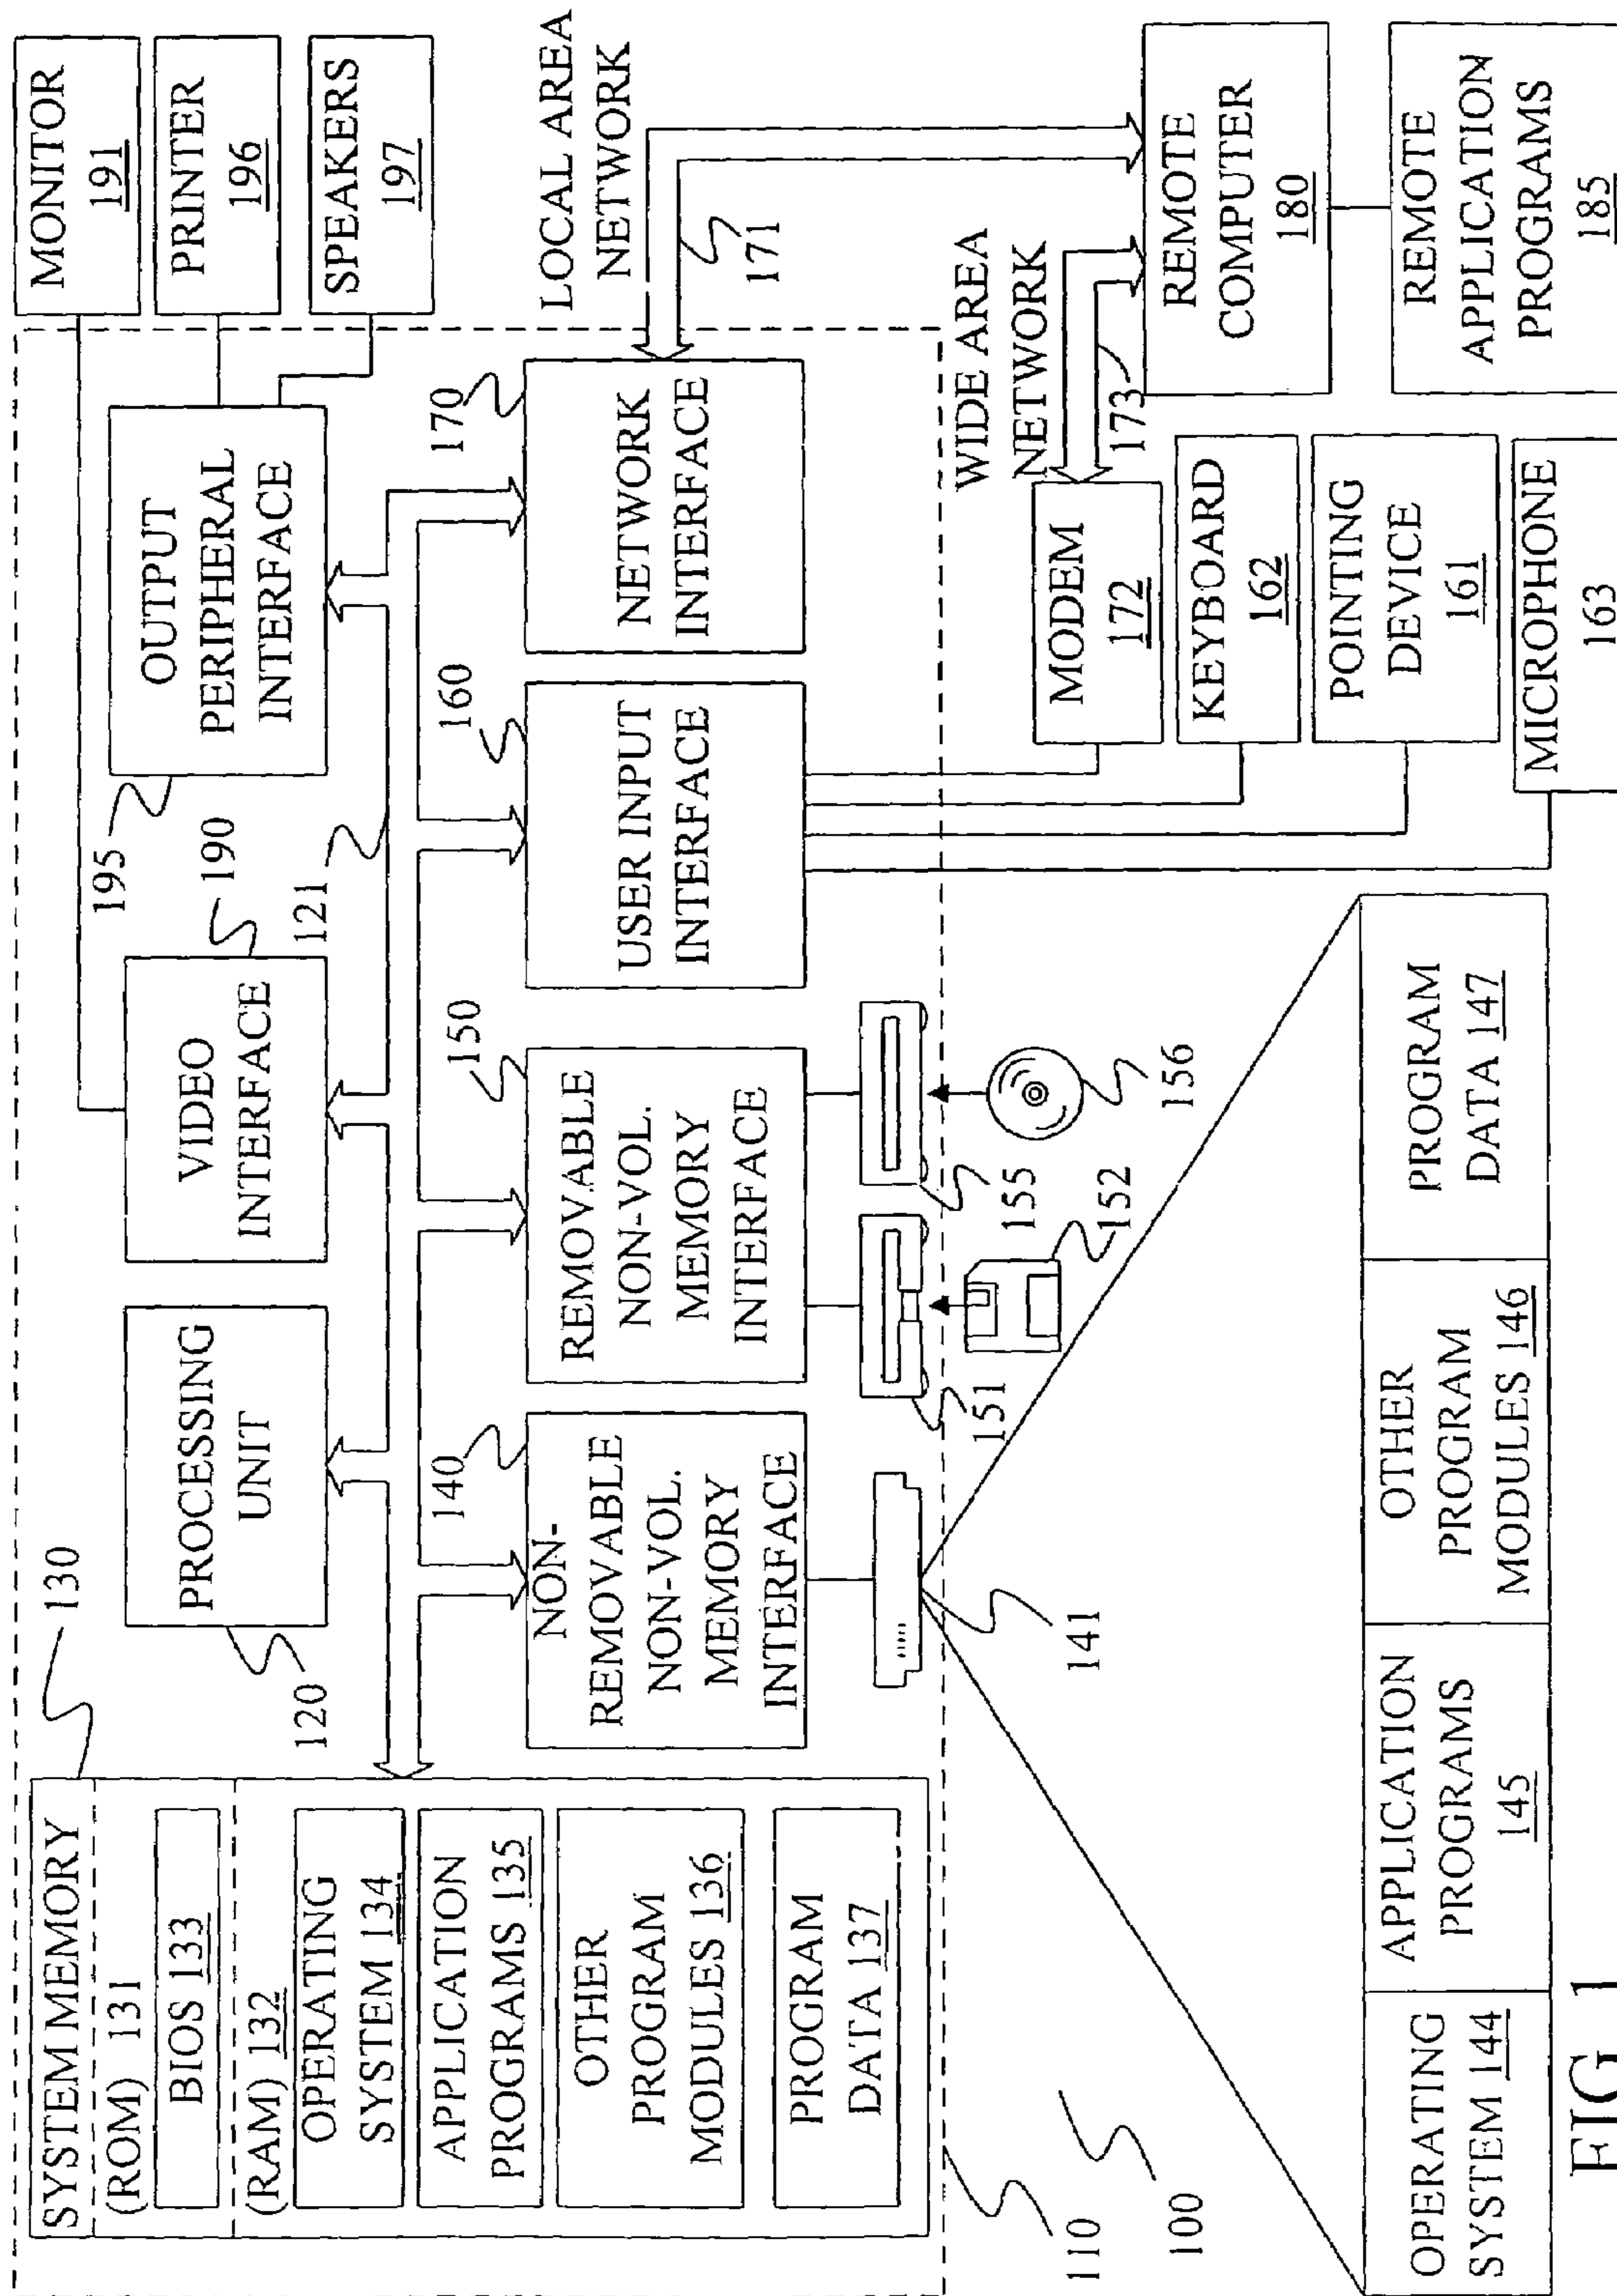 SYSTEM MEMORY
(ROM) 131
BIOS 133
(RAM) 132
OPERATING
SYSTEM 134
APPLICATION
PROGRAMS 135
OTHER
PROGRAM
MODULES 136
PROGRAM
DATA 137
130
PROCESSING
UNIT
120
VIDEO
INTERFACE
190
121
OUTPUT
PERIPHERAL
INTERFACE
195
MONITOR
191
PRINTER
196
SPEAKERS
197
NON-
REMOVABLE
NON-VOL.
MEMORY
INTERFACE
140
REMOVABLE
NON-VOL.
MEMORY
INTERFACE
150
USER INPUT
INTERFACE
160
NETWORK
INTERFACE
170
LOCAL AREA
NETWORK
171
141
151
152
155
156
WIDE AREA
NETWORK
173
MODEM
172
KEYBOARD
162
POINTING
DEVICE
161
MICROPHONE
163
REMOTE
COMPUTER
180
REMOTE
APPLICATION
PROGRAMS
185
110
100
OPERATING
SYSTEM 144
APPLICATION
PROGRAMS
145
OTHER
PROGRAM
MODULES 146
PROGRAM
DATA 147
FIG. 1